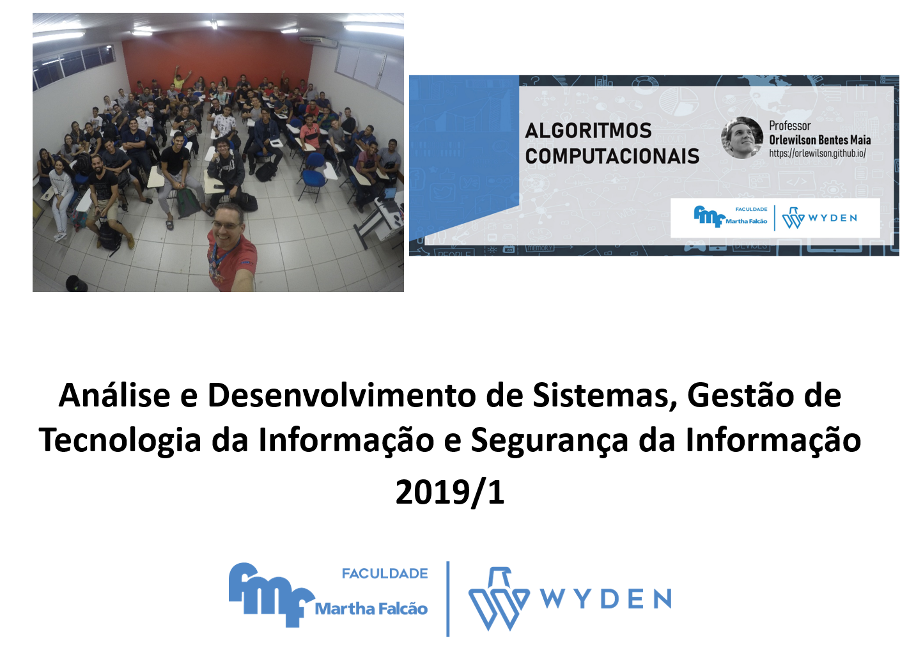 ALGORITMOS
COMPUTACIONAIS
Professor
Orlewilson Bentes Maia
https://orlewilson.github.io/
fmf FACULDADE
Martha Falcão
WYDEN
Análise e Desenvolvimento de Sistemas, Gestão de
Tecnologia da Informação e Segurança da Informação
2019/1
fmf FACULDADE
Martha Falcão
WYDEN